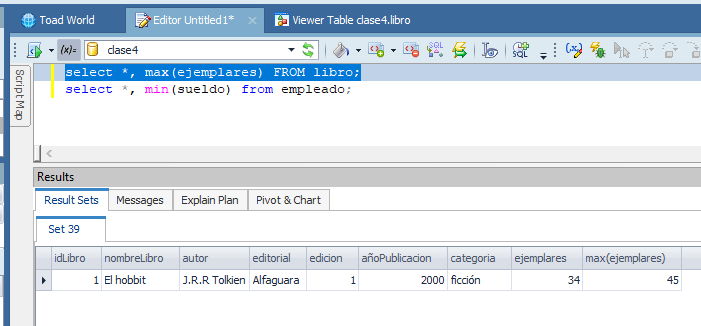 Toad World Editor Untitled1* Viewer Table clase4.libro
(x)= clase4 SQL SQL
Script Map
select *, max(ejemplares) FROM libro;
select *, min(sueldo) from empleado;
Results
Result Sets Messages Explain Plan Pivot & Chart
Set 39
idLibro nombreLibro autor editorial edicion añoPublicacion categoria ejemplares max(ejemplares)
1 El hobbit J.R.R Tolkien Alfaguara 1 2000 ficción 34 45